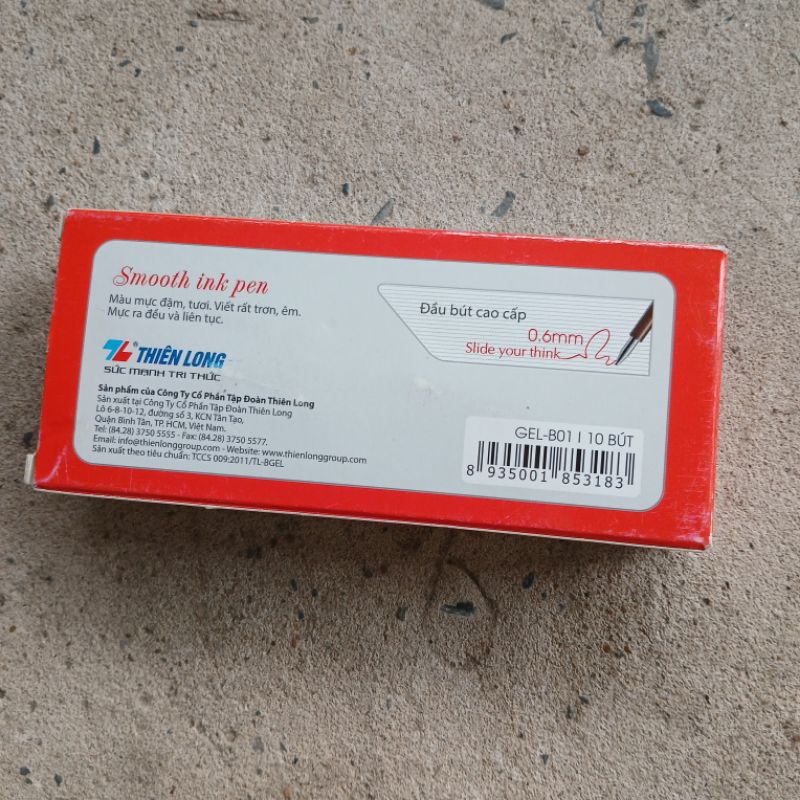 Smooth ink pen
Màu mực đậm, tươi. Viết rất trơn, êm.
Mực ra đều và liên tục.
Đầu bút cao cấp
0.6mm
Slide your think
TL® THIÊN LONG
SỨC MẠNH TRI THỨC
Sản phẩm của Công Ty Cổ Phần Tập Đoàn Thiên Long
Sản xuất tại Công Ty Cổ Phần Tập Đoàn Thiên Long
Lô 6-8-10-12, đường số 3, KCN Tân Tạo,
Quận Bình Tân, TP. HCM, Việt Nam.
Tel: (84.28) 3750 5555 - Fax: (84.28) 3750 5577.
Email: info@thienlonggroup.com - Website: www.thienlonggroup.com
Sản xuất theo tiêu chuẩn: TCCS 009:2011/TL-BGEL
GEL-B01 | 10 BÚT
8 935001 853183